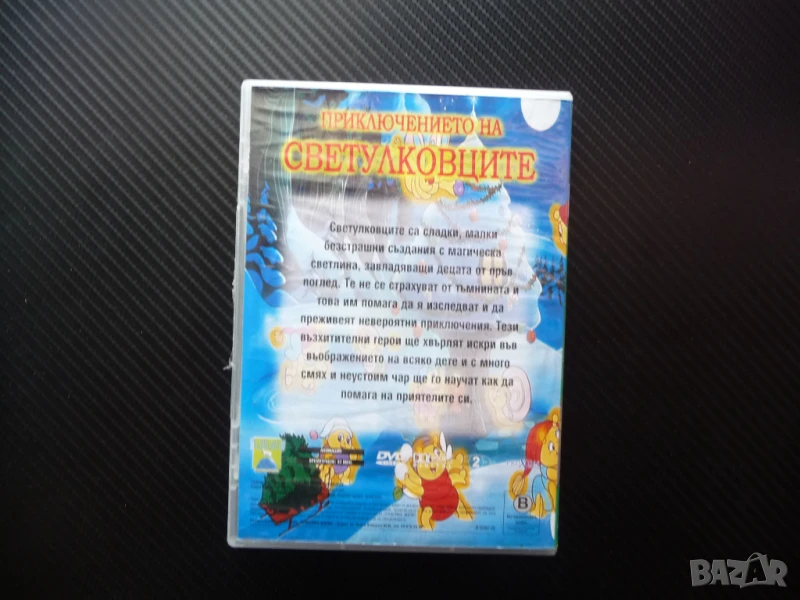 ПРИКЛЮЧЕНИЕТО НА
СВЕТУЛКОВЦИТЕ
Светулковците са сладки, малки
безстрашни създания с магическа
светлина, завладяващи децата от пръв
поглед. Те не се страхуват от тъмнината и
това им помага да я изследват и да
преживеят невероятни приключения. Тези
възхитителни герои ще хвърлят искри във
въображението на всяко дете и с много
смях и неустоим чар ще го научат как да
помага на приятелите си.
DVD
2
B
BAZAR